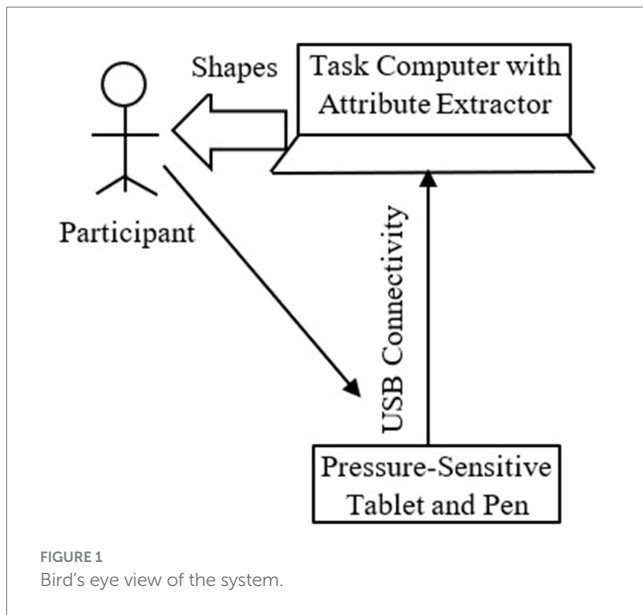 Shapes
Task Computer with
Attribute Extractor
Participant
USB Connectivity
Pressure-Sensitive
Tablet and Pen
FIGURE 1
Bird's eye view of the system.